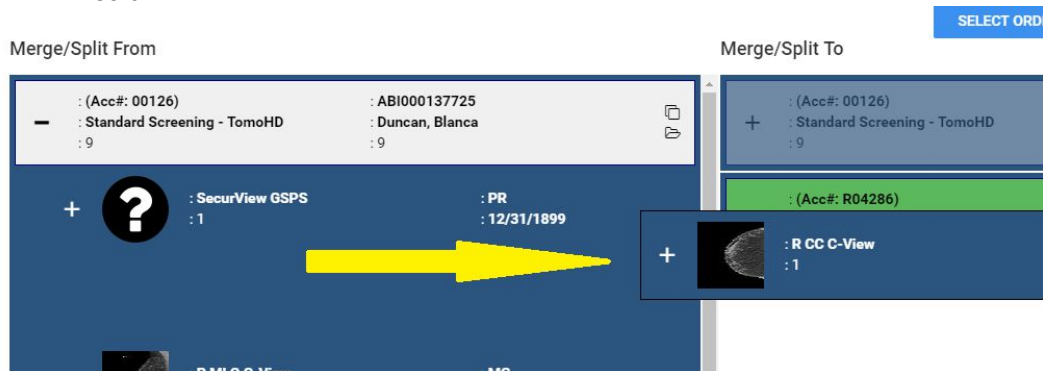 SELECT ORD
Merge/Split From
Merge/Split To
: (Acc#: 00126)
: ABI000137725
: Standard Screening - TomoHD
: Duncan, Blanca
: 9
: 9
: (Acc#: 00126)
: Standard Screening - TomoHD
: 9
: SecurView GSPS
: PR
: 1
: 12/31/1899
: (Acc#: R04286)
: R CC C-View
: 1